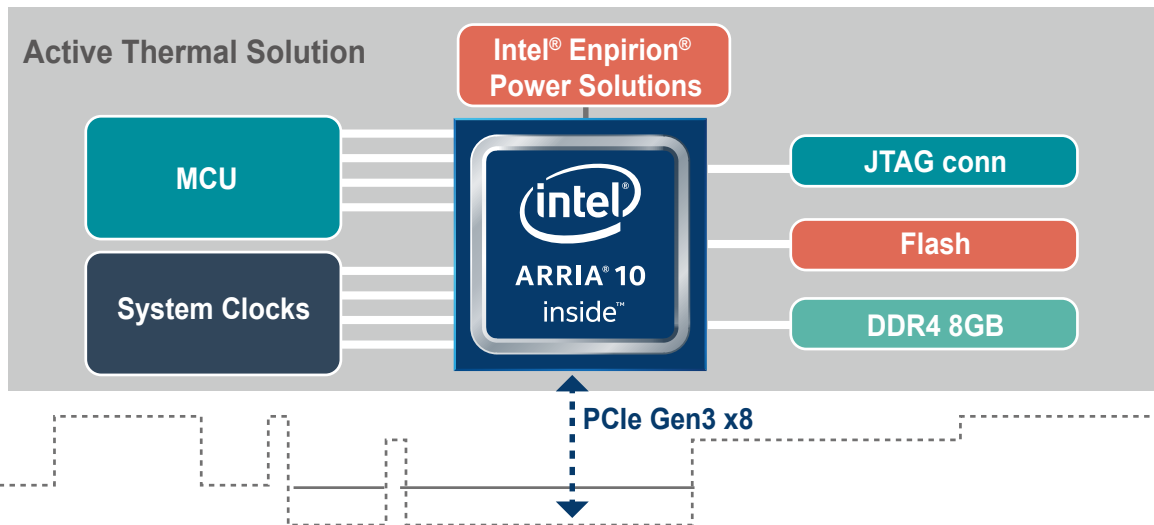 Active Thermal Solution
Intel® Enpirion®
Power Solutions
MCU
System Clocks
intel®
ARRIA® 10
inside™
JTAG conn
Flash
DDR4 8GB
PCIe Gen3 x8